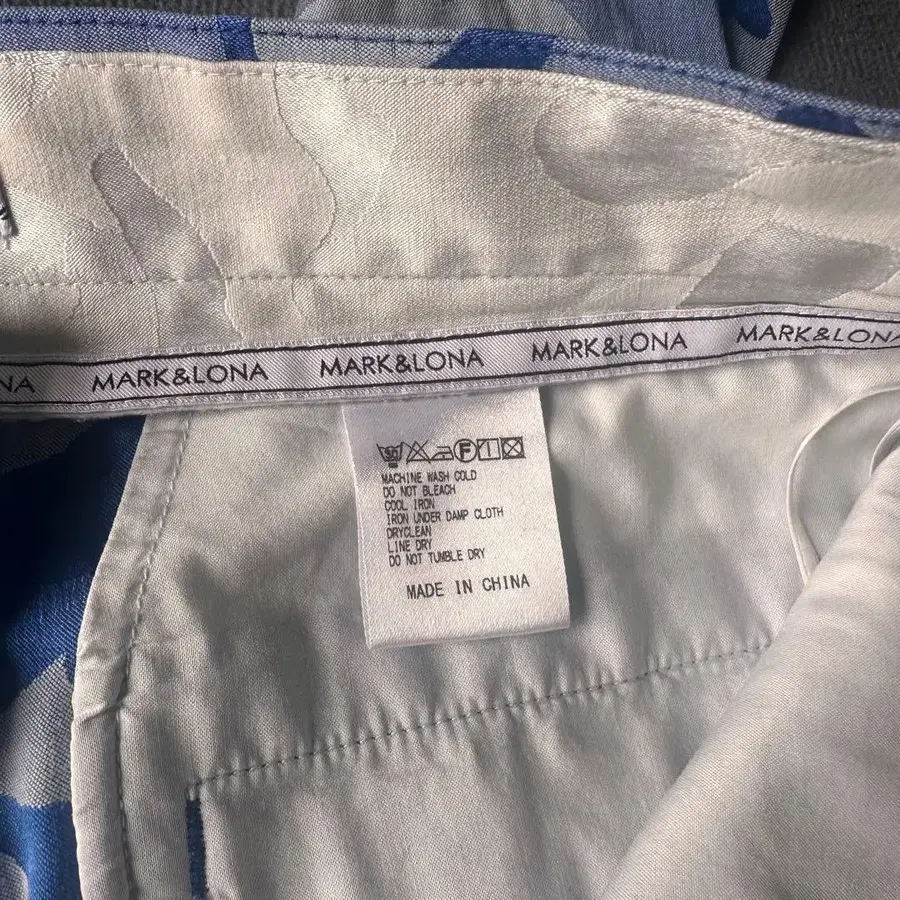 NA MARK&LONA MARK&LONA MARK&LONA MARK&LONA
F
MACHINE WASH COLD
DO NOT BLEACH
COOL IRON
IRON UNDER DAMP CLOTH
DRYCLEAN
LINE DRY
DO NOT TUMBLE DRY
MADE IN CHINA